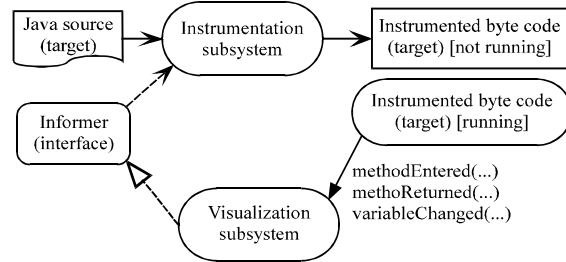 Java source
(target)
Instrumentation
subsystem
Instrumented byte code
(target) [not running]
Informer
(interface)
Instrumented byte code
(target) [running]
methodEntered(...)
methoReturned(...)
variableChanged(...)
Visualization
subsystem